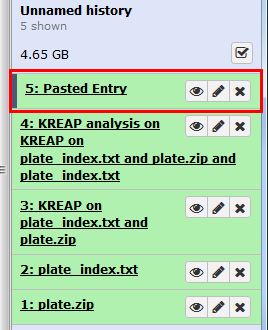 Unnamed history
5 shown
4.65 GB
5: Pasted Entry
4: KREAP analysis on
KREAP on
plate_index.txt and plate.zip and
plate_index.txt
3: KREAP on
plate_index.txt and
plate.zip
2: plate_index.txt
1: plate.zip